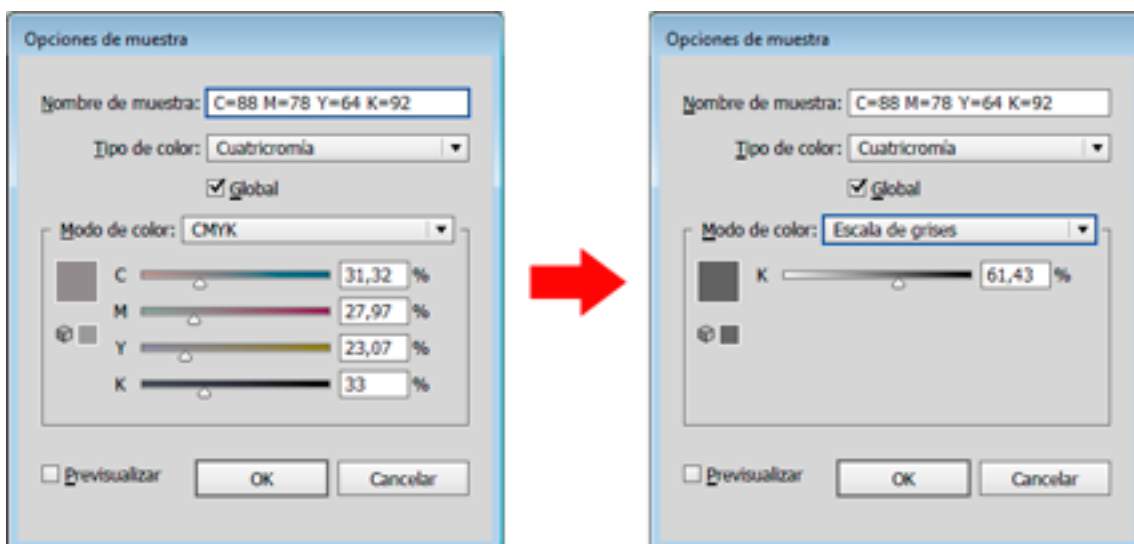 Opciones de muestra
Nombre de muestra: C=88 M=78 Y=64 K=92
Tipo de color: Cuatricromía
Global
Modo de color: CMYK
C 31,32 %
M 27,97 %
Y 23,07 %
K 33 %
Previsualizar OK Cancelar
Opciones de muestra
Nombre de muestra: C=88 M=78 Y=64 K=92
Tipo de color: Cuatricromía
Global
Modo de color: Escala de grises
K 61,43 %
Previsualizar OK Cancelar